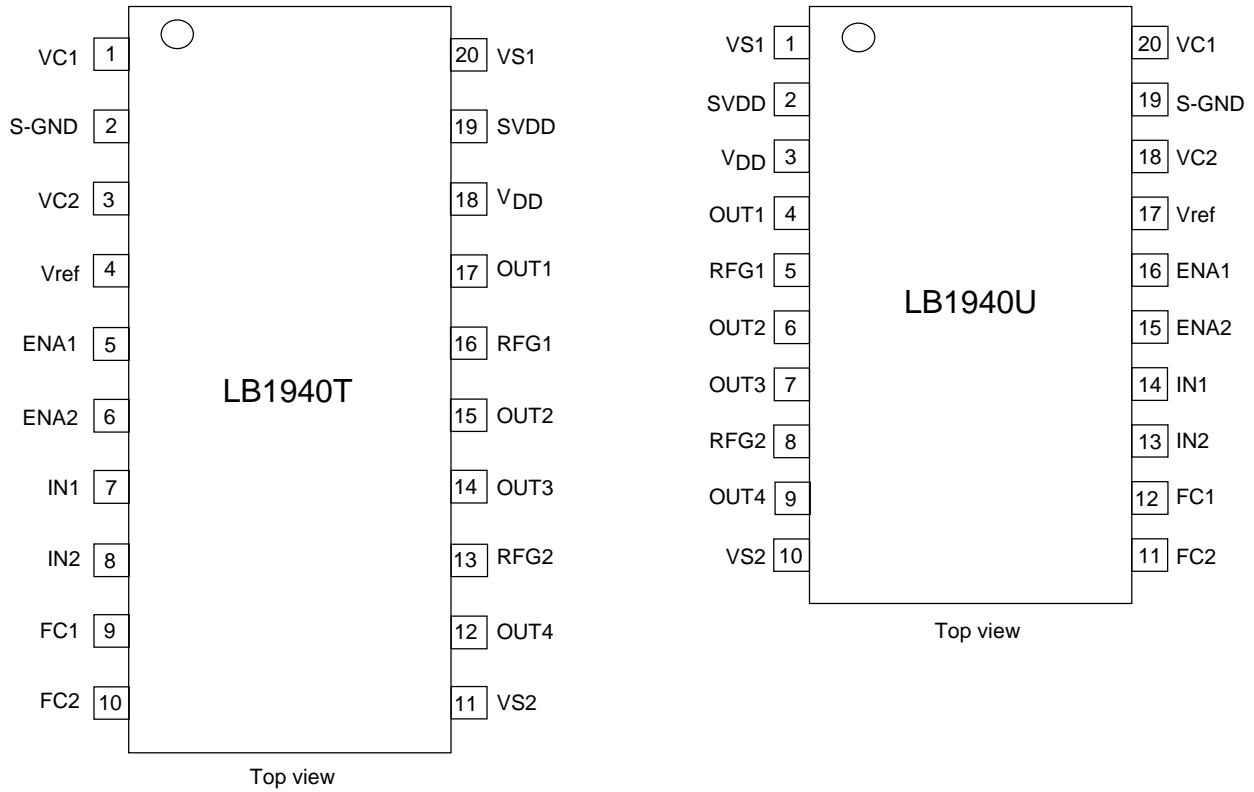 VC1 1 20 VS1
S-GND 2 19 SVDD
VC2 3 18 VDD
Vref 4 17 OUT1
ENA1 5 16 RFG1
LB1940T
ENA2 6 15 OUT2
IN1 7 14 OUT3
IN2 8 13 RFG2
FC1 9 12 OUT4
FC2 10 11 VS2
Top view
VS1 1 20 VC1
SVDD 2 19 S-GND
VDD 3 18 VC2
OUT1 4 17 Vref
RFG1 5 16 ENA1
LB1940U
OUT2 6 15 ENA2
OUT3 7 14 IN1
RFG2 8 13 IN2
OUT4 9 12 FC1
VS2 10 11 FC2
Top view